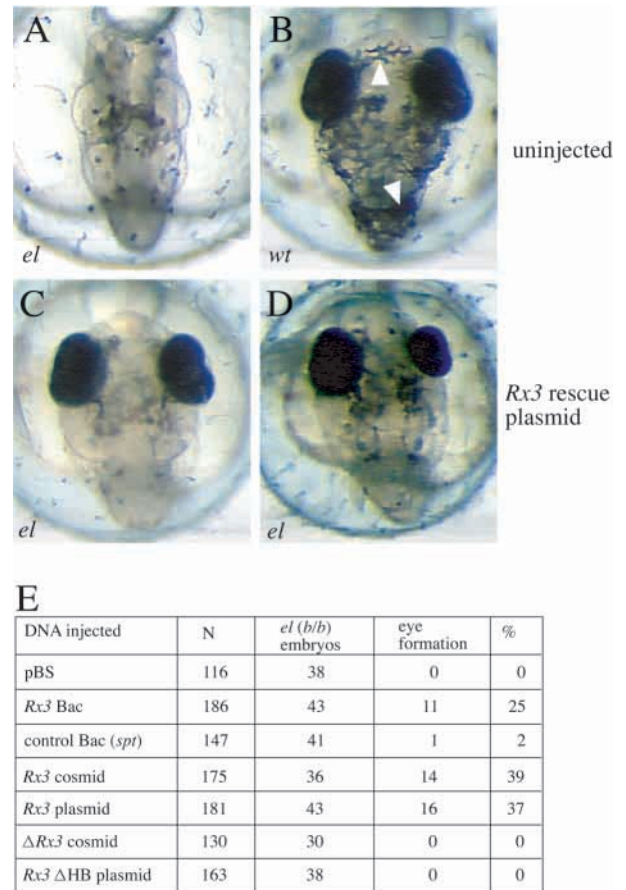 A
B
uninjected
el
wt
C
D
Rx3 rescue
plasmid
el
el
E
DNA injected N el (b/b) embryos eye formation %
pBS 116 38 0 0
Rx3 Bac 186 43 11 25
control Bac (spt) 147 41 1 2
Rx3 cosmid 175 36 14 39
Rx3 plasmid 181 43 16 37
ΔRx3 cosmid 130 30 0 0
Rx3 ΔHB plasmid 163 38 0 0